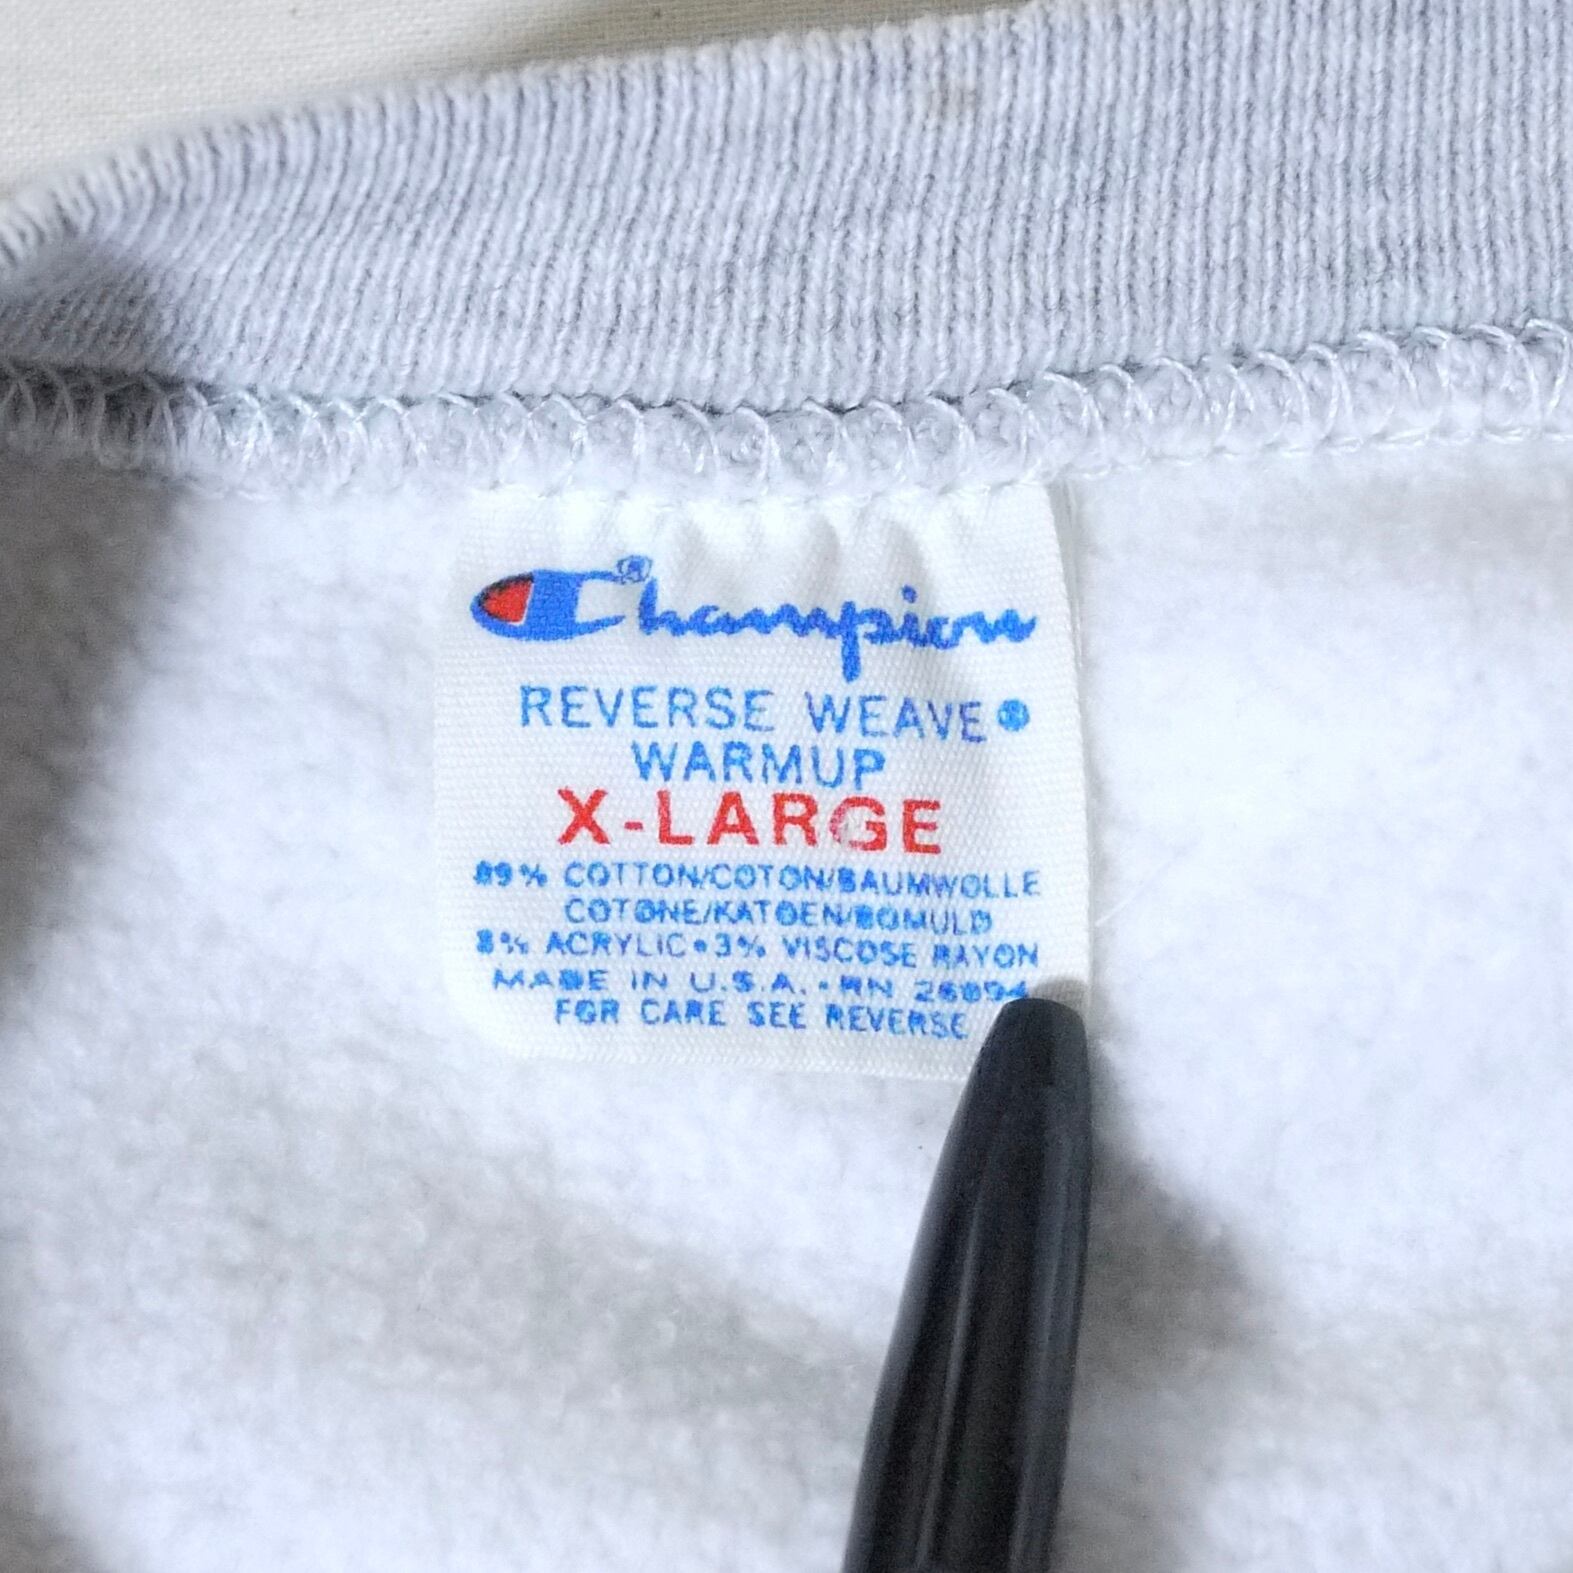 Champion®
REVERSE WEAVE®
WARMUP
X-LARGE
89% COTTON/COTON/BAUMWOLLE
COTONE/KATOEN/BOMULD
8% ACRYLIC•3% VISCOSE RAYON
MADE IN U.S.A.•RN 26094
FOR CARE SEE REVERSE